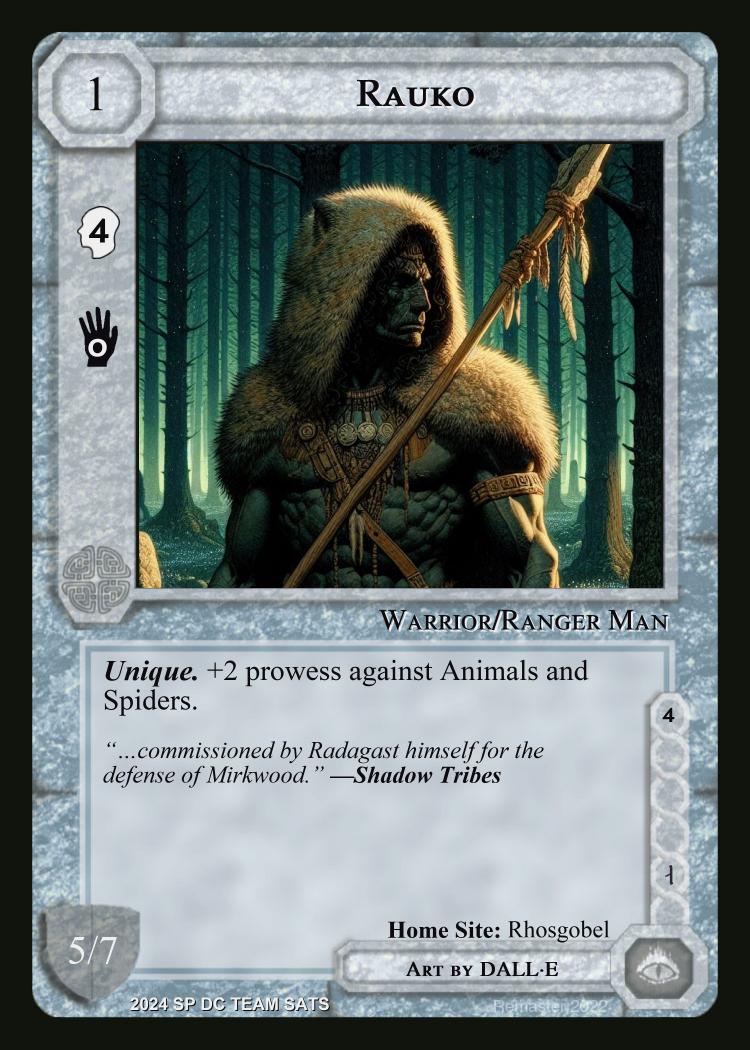 1
Rauko
4
0
Warrior/Ranger Man
Unique. +2 prowess against Animals and
Spiders.
4
“...commissioned by Radagast himself for the
defense of Mirkwood.” —Shadow Tribes
1
Home Site: Rhosgobel
5/7
Art by DALL·E
2024 SP DC TEAM SATS
Remaster 2022